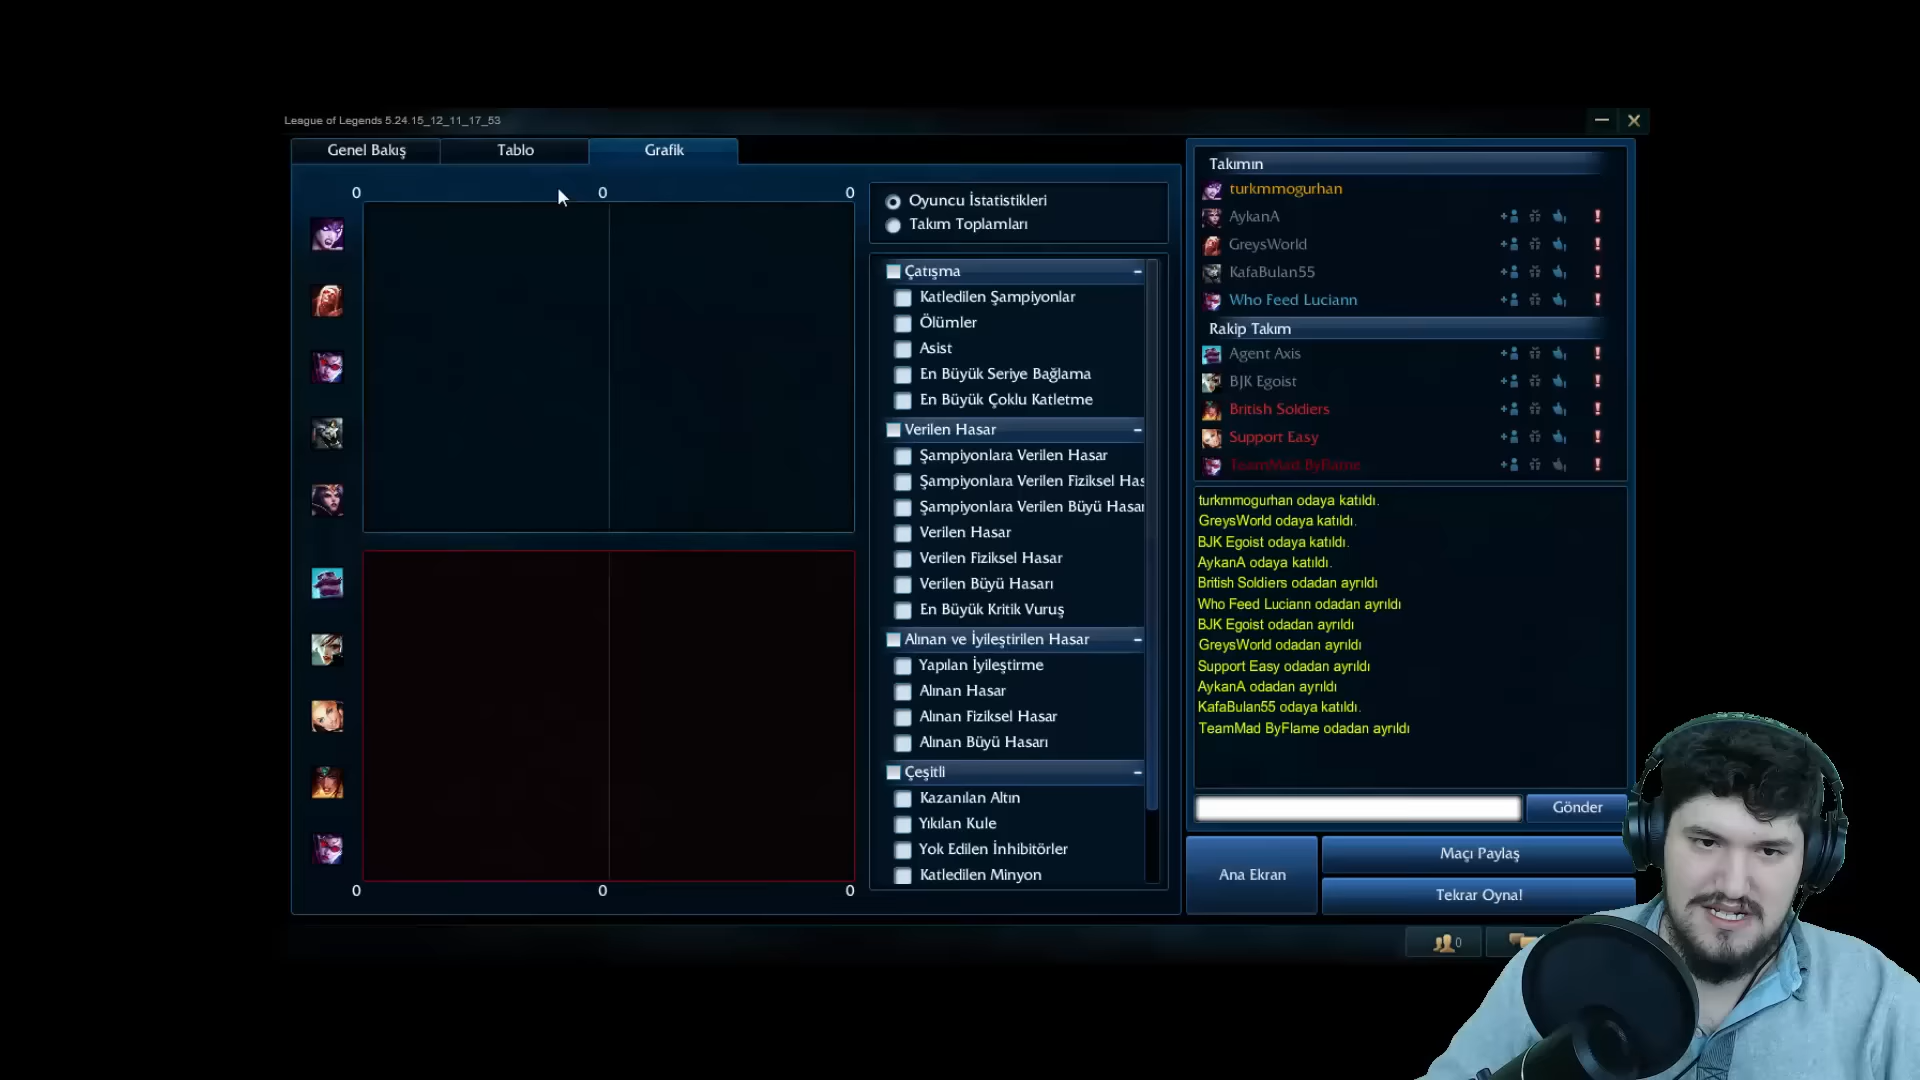 League of Legends 5.24.15_12_11_17_53
Genel Bakış
Tablo
Grafik
0
0
0
0
0
0
Oyuncu İstatistikleri
Takım Toplamları
Çatışma
Katledilen Şampiyonlar
Ölümler
Asist
En Büyük Seriye Bağlama
En Büyük Çoklu Katletme
Verilen Hasar
Şampiyonlara Verilen Hasar
Şampiyonlara Verilen Fiziksel Has
Şampiyonlara Verilen Büyü Hasar
Verilen Hasar
Verilen Fiziksel Hasar
Verilen Büyü Hasarı
En Büyük Kritik Vuruş
Alınan ve İyileştirilen Hasar
Yapılan İyileştirme
Alınan Hasar
Alınan Fiziksel Hasar
Alınan Büyü Hasarı
Çeşitli
Kazanılan Altın
Yıkılan Kule
Yok Edilen İnhibitörler
Katledilen Minyon
Takımın
turkmmogurhan
AykanA
GreysWorld
KafaBulan55
Who Feed Luciann
Rakip Takım
Agent Axis
BJK Egoist
British Soldiers
Support Easy
TeamMad ByFlame
turkmmogurhan odaya katıldı.
GreysWorld odaya katıldı.
BJK Egoist odaya katıldı.
AykanA odaya katıldı.
British Soldiers odadan ayrıldı
Who Feed Luciann odadan ayrıldı
BJK Egoist odadan ayrıldı
GreysWorld odadan ayrıldı
Support Easy odadan ayrıldı
AykanA odadan ayrıldı
KafaBulan55 odaya katıldı.
TeamMad ByFlame odadan ayrıldı
Gönder
Ana Ekran
Maçı Paylaş
Tekrar Oyna!
0